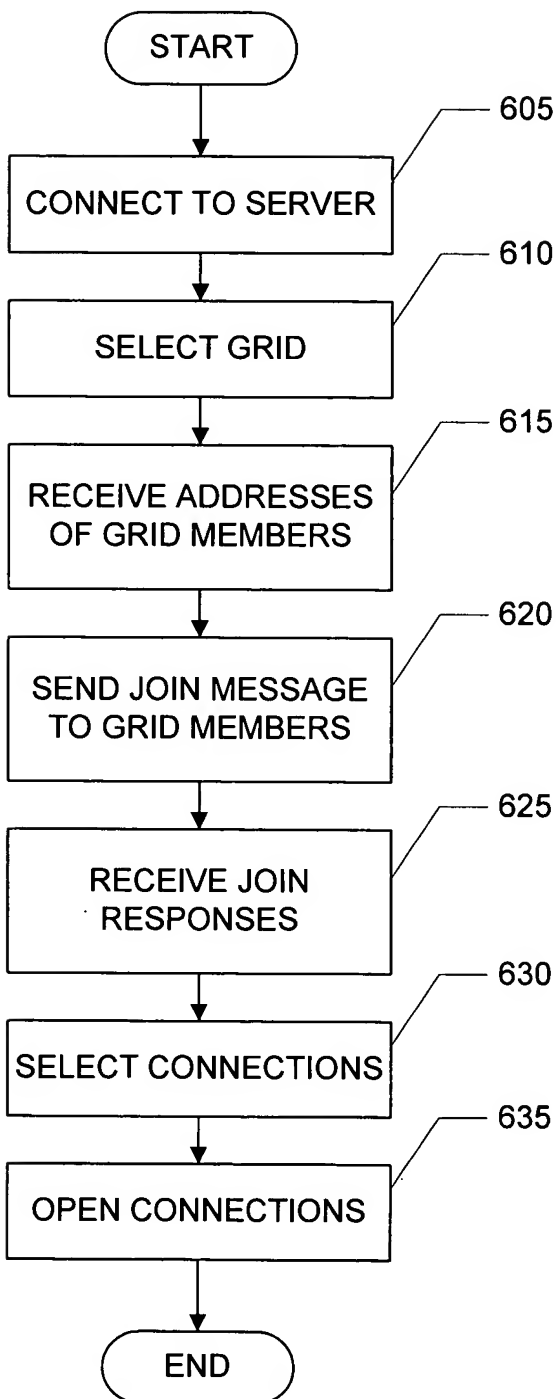 START
605
CONNECT TO SERVER
610
SELECT GRID
615
RECEIVE ADDRESSES
OF GRID MEMBERS
620
SEND JOIN MESSAGE
TO GRID MEMBERS
625
RECEIVE JOIN
RESPONSES
630
SELECT CONNECTIONS
635
OPEN CONNECTIONS
END